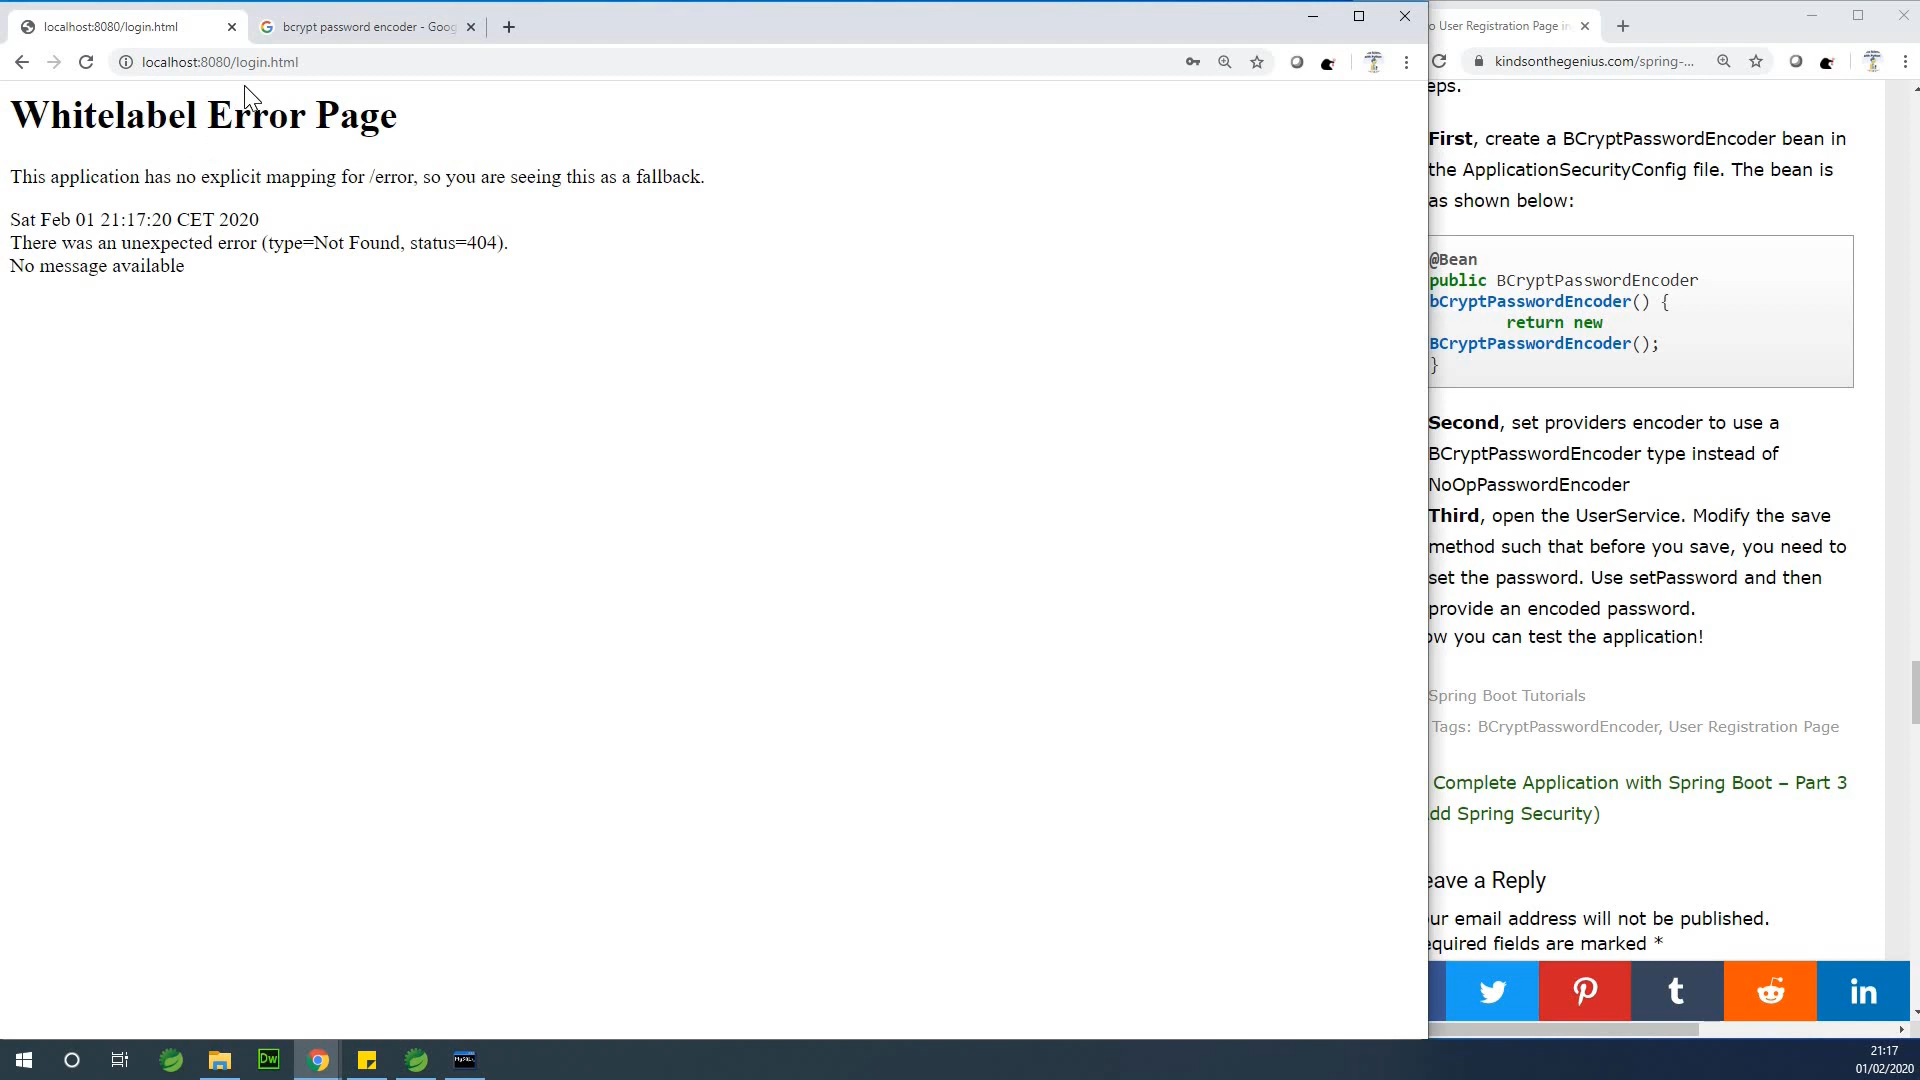 localhost:8080/login.html
bcrypt password encoder - Goog
localhost:8080/login.html
Whitelabel Error Page
This application has no explicit mapping for /error, so you are seeing this as a fallback.
Sat Feb 01 21:17:20 CET 2020
There was an unexpected error (type=Not Found, status=404).
No message available
o User Registration Page in
kindsonthegenius.com/spring-...
eps.
First, create a BCryptPasswordEncoder bean in
the ApplicationSecurityConfig file. The bean is
as shown below:
@Bean
public BCryptPasswordEncoder
bCryptPasswordEncoder() {
return new
BCryptPasswordEncoder();
}
Second, set providers encoder to use a
BCryptPasswordEncoder type instead of
NoOpPasswordEncoder
Third, open the UserService. Modify the save
method such that before you save, you need to
set the password. Use setPassword and then
provide an encoded password.
ow you can test the application!
Spring Boot Tutorials
Tags: BCryptPasswordEncoder, User Registration Page
Complete Application with Spring Boot – Part 3
dd Spring Security)
eave a Reply
ur email address will not be published.
equired fields are marked *
t
in
Dw
MySQL
21:17
01/02/2020